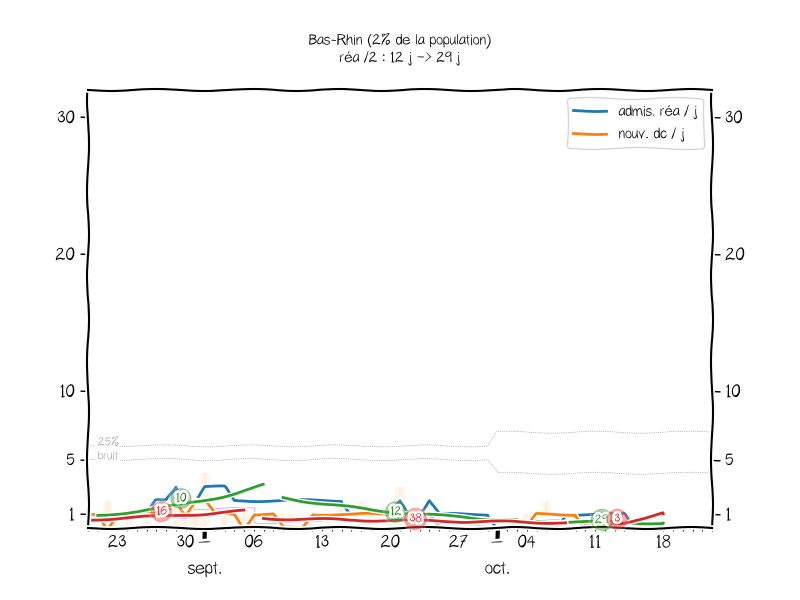 Bas-Rhin (2% de la population)
réa /2 : 12 j -> 29 j
30 30
admis. réa / j
nouv. dc / j
20 20
10 10
25%
bruit
5 5
10
16
12
38
29
3
1 1
23 30 06 13 20 27 04 11 18
sept. oct.